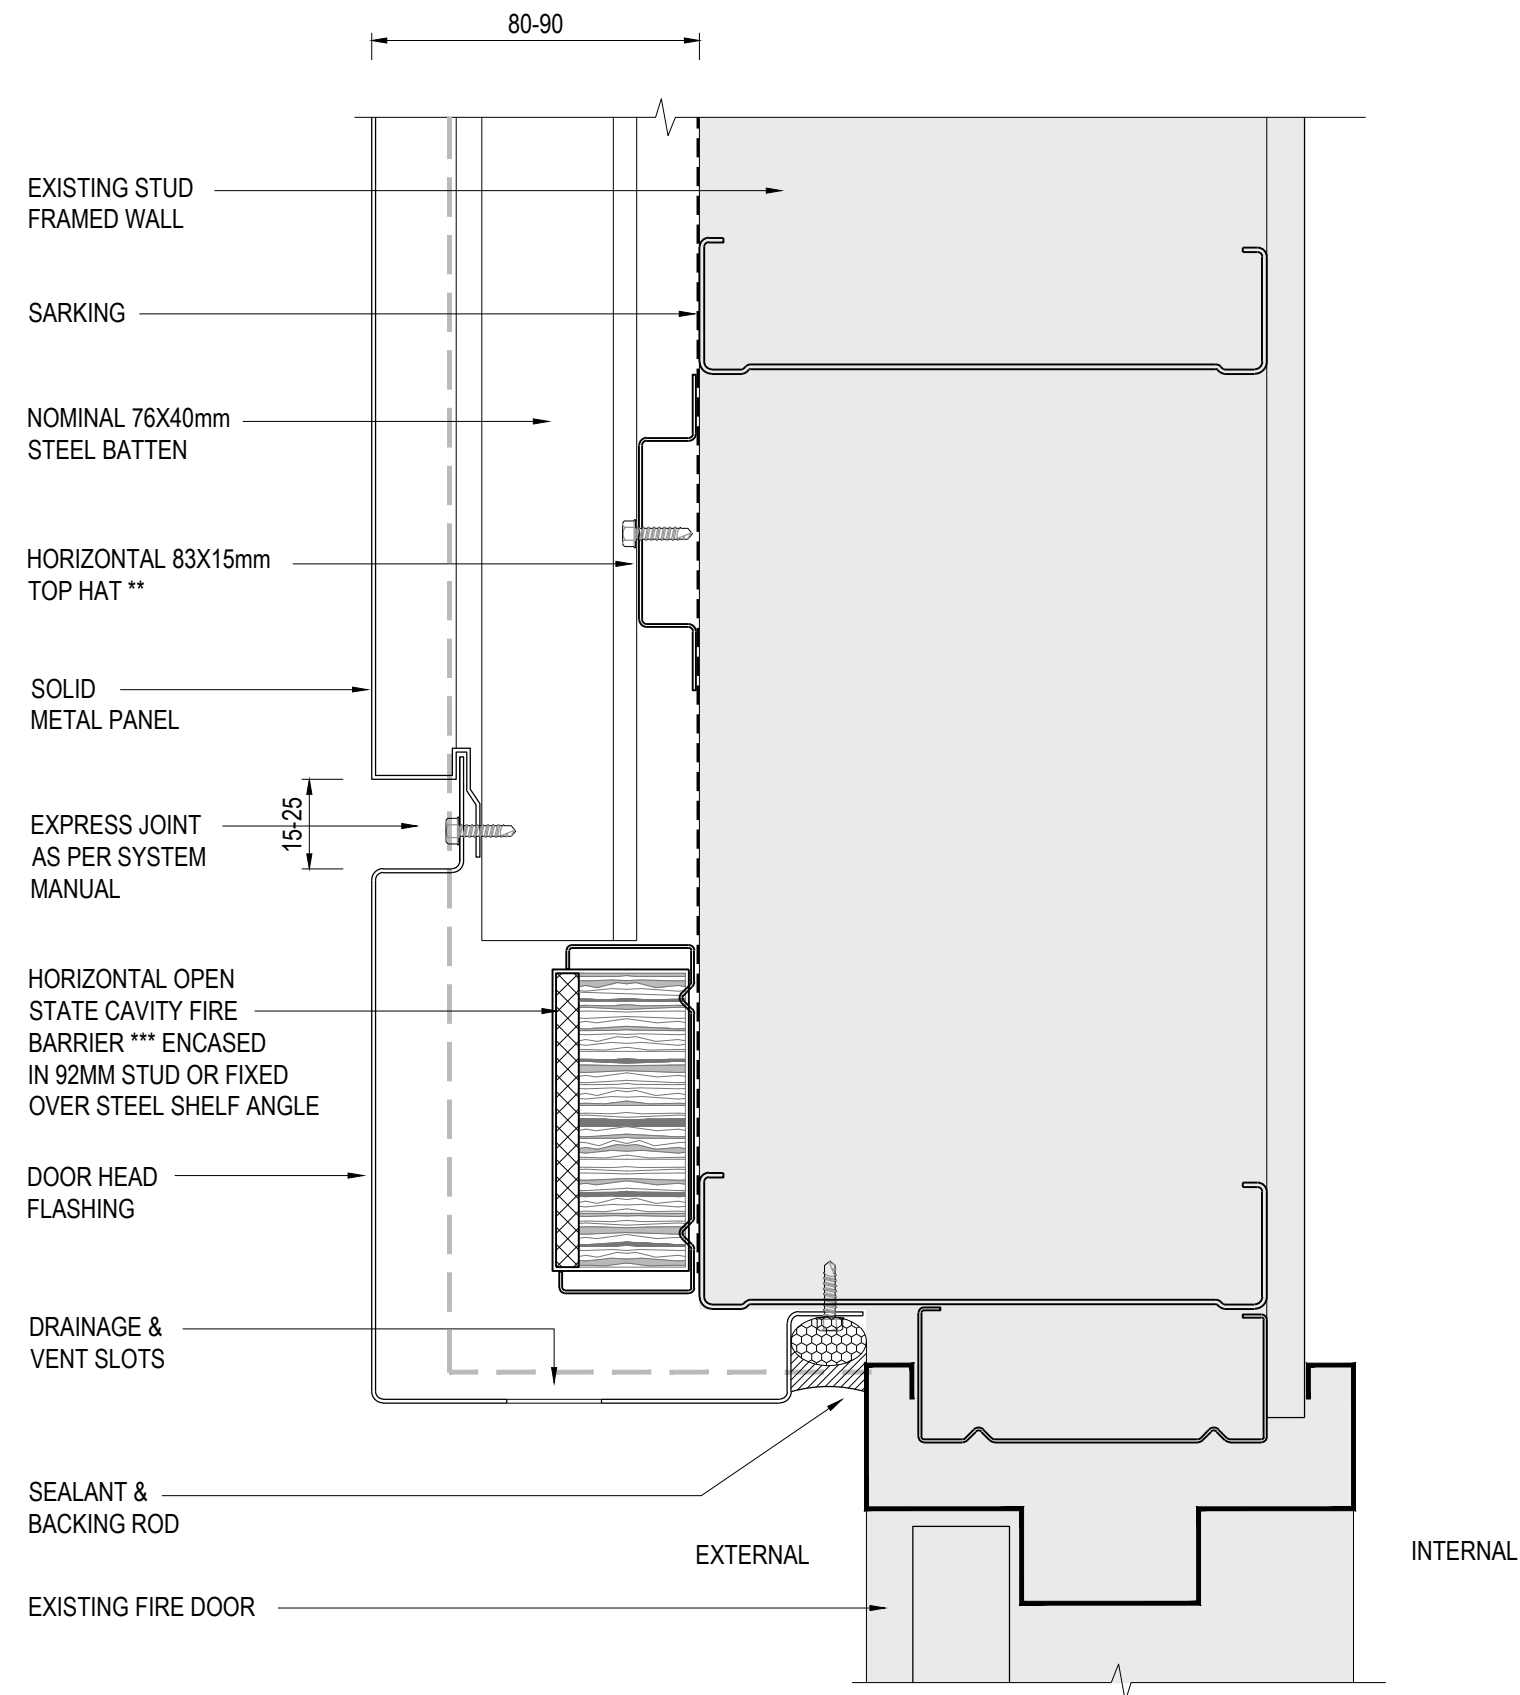 80-90
EXISTING STUD
FRAMED WALL
SARKING
NOMINAL 76X40mm
STEEL BATTEN
HORIZONTAL 83X15mm
TOP HAT **
SOLID
METAL PANEL
15-25
EXPRESS JOINT
AS PER SYSTEM
MANUAL
HORIZONTAL OPEN
STATE CAVITY FIRE
BARRIER *** ENCASED
IN 92MM STUD OR FIXED
OVER STEEL SHELF ANGLE
DOOR HEAD
FLASHING
DRAINAGE &
VENT SLOTS
SEALANT &
BACKING ROD
EXTERNAL
INTERNAL
EXISTING FIRE DOOR